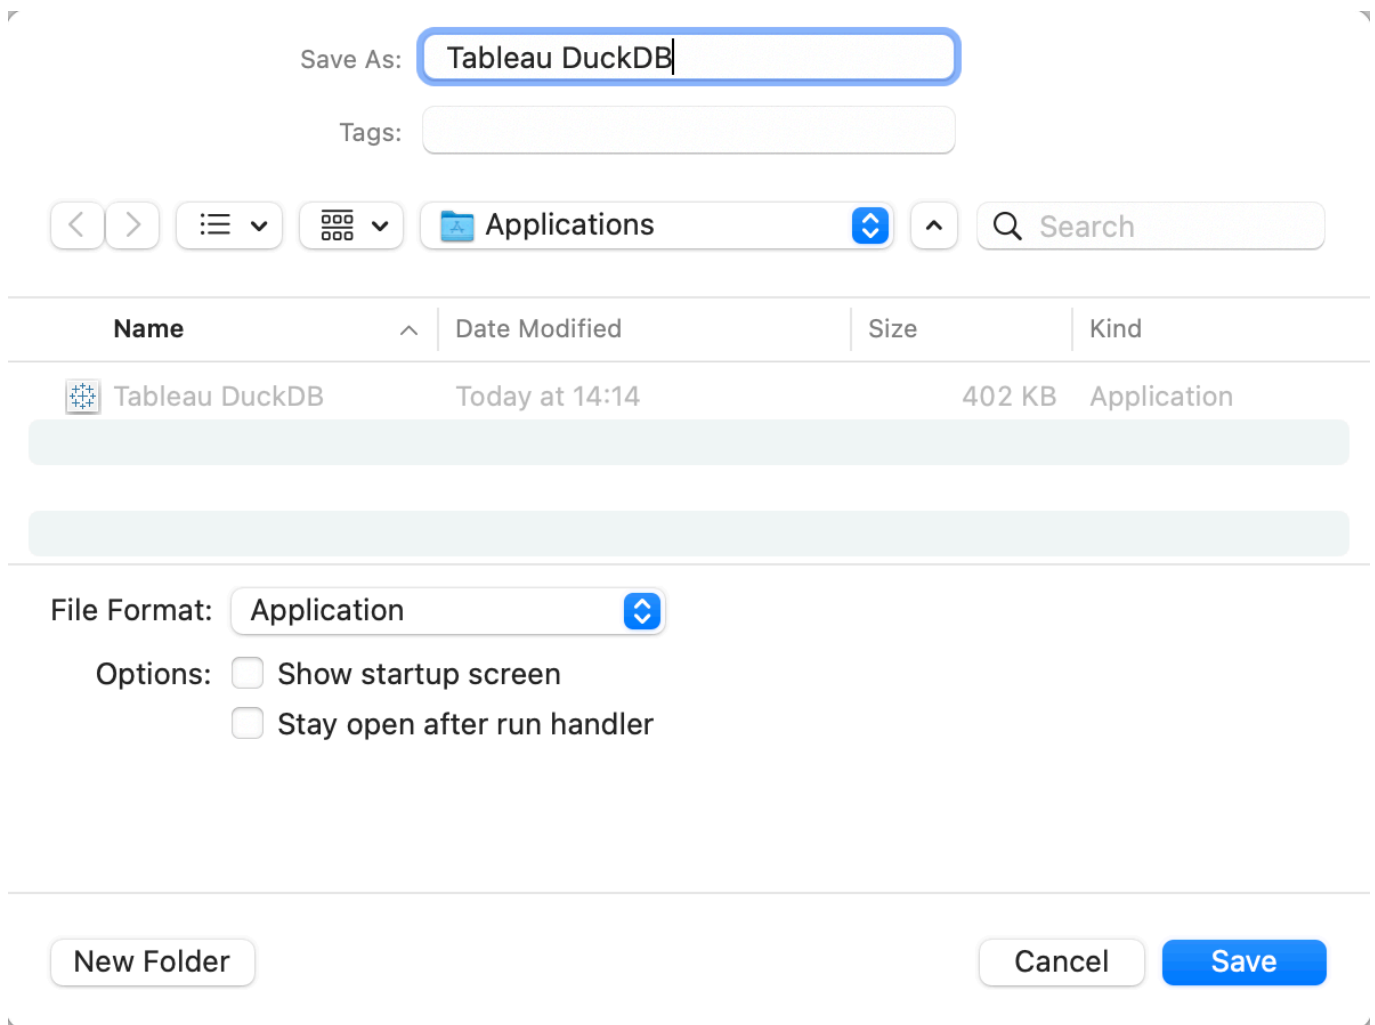 Save As: Tableau DuckDB
Tags:
Applications Search
Name Date Modified Size Kind
Tableau DuckDB Today at 14:14 402 KB Application
File Format: Application
Options: Show startup screen
Stay open after run handler
New Folder Cancel Save